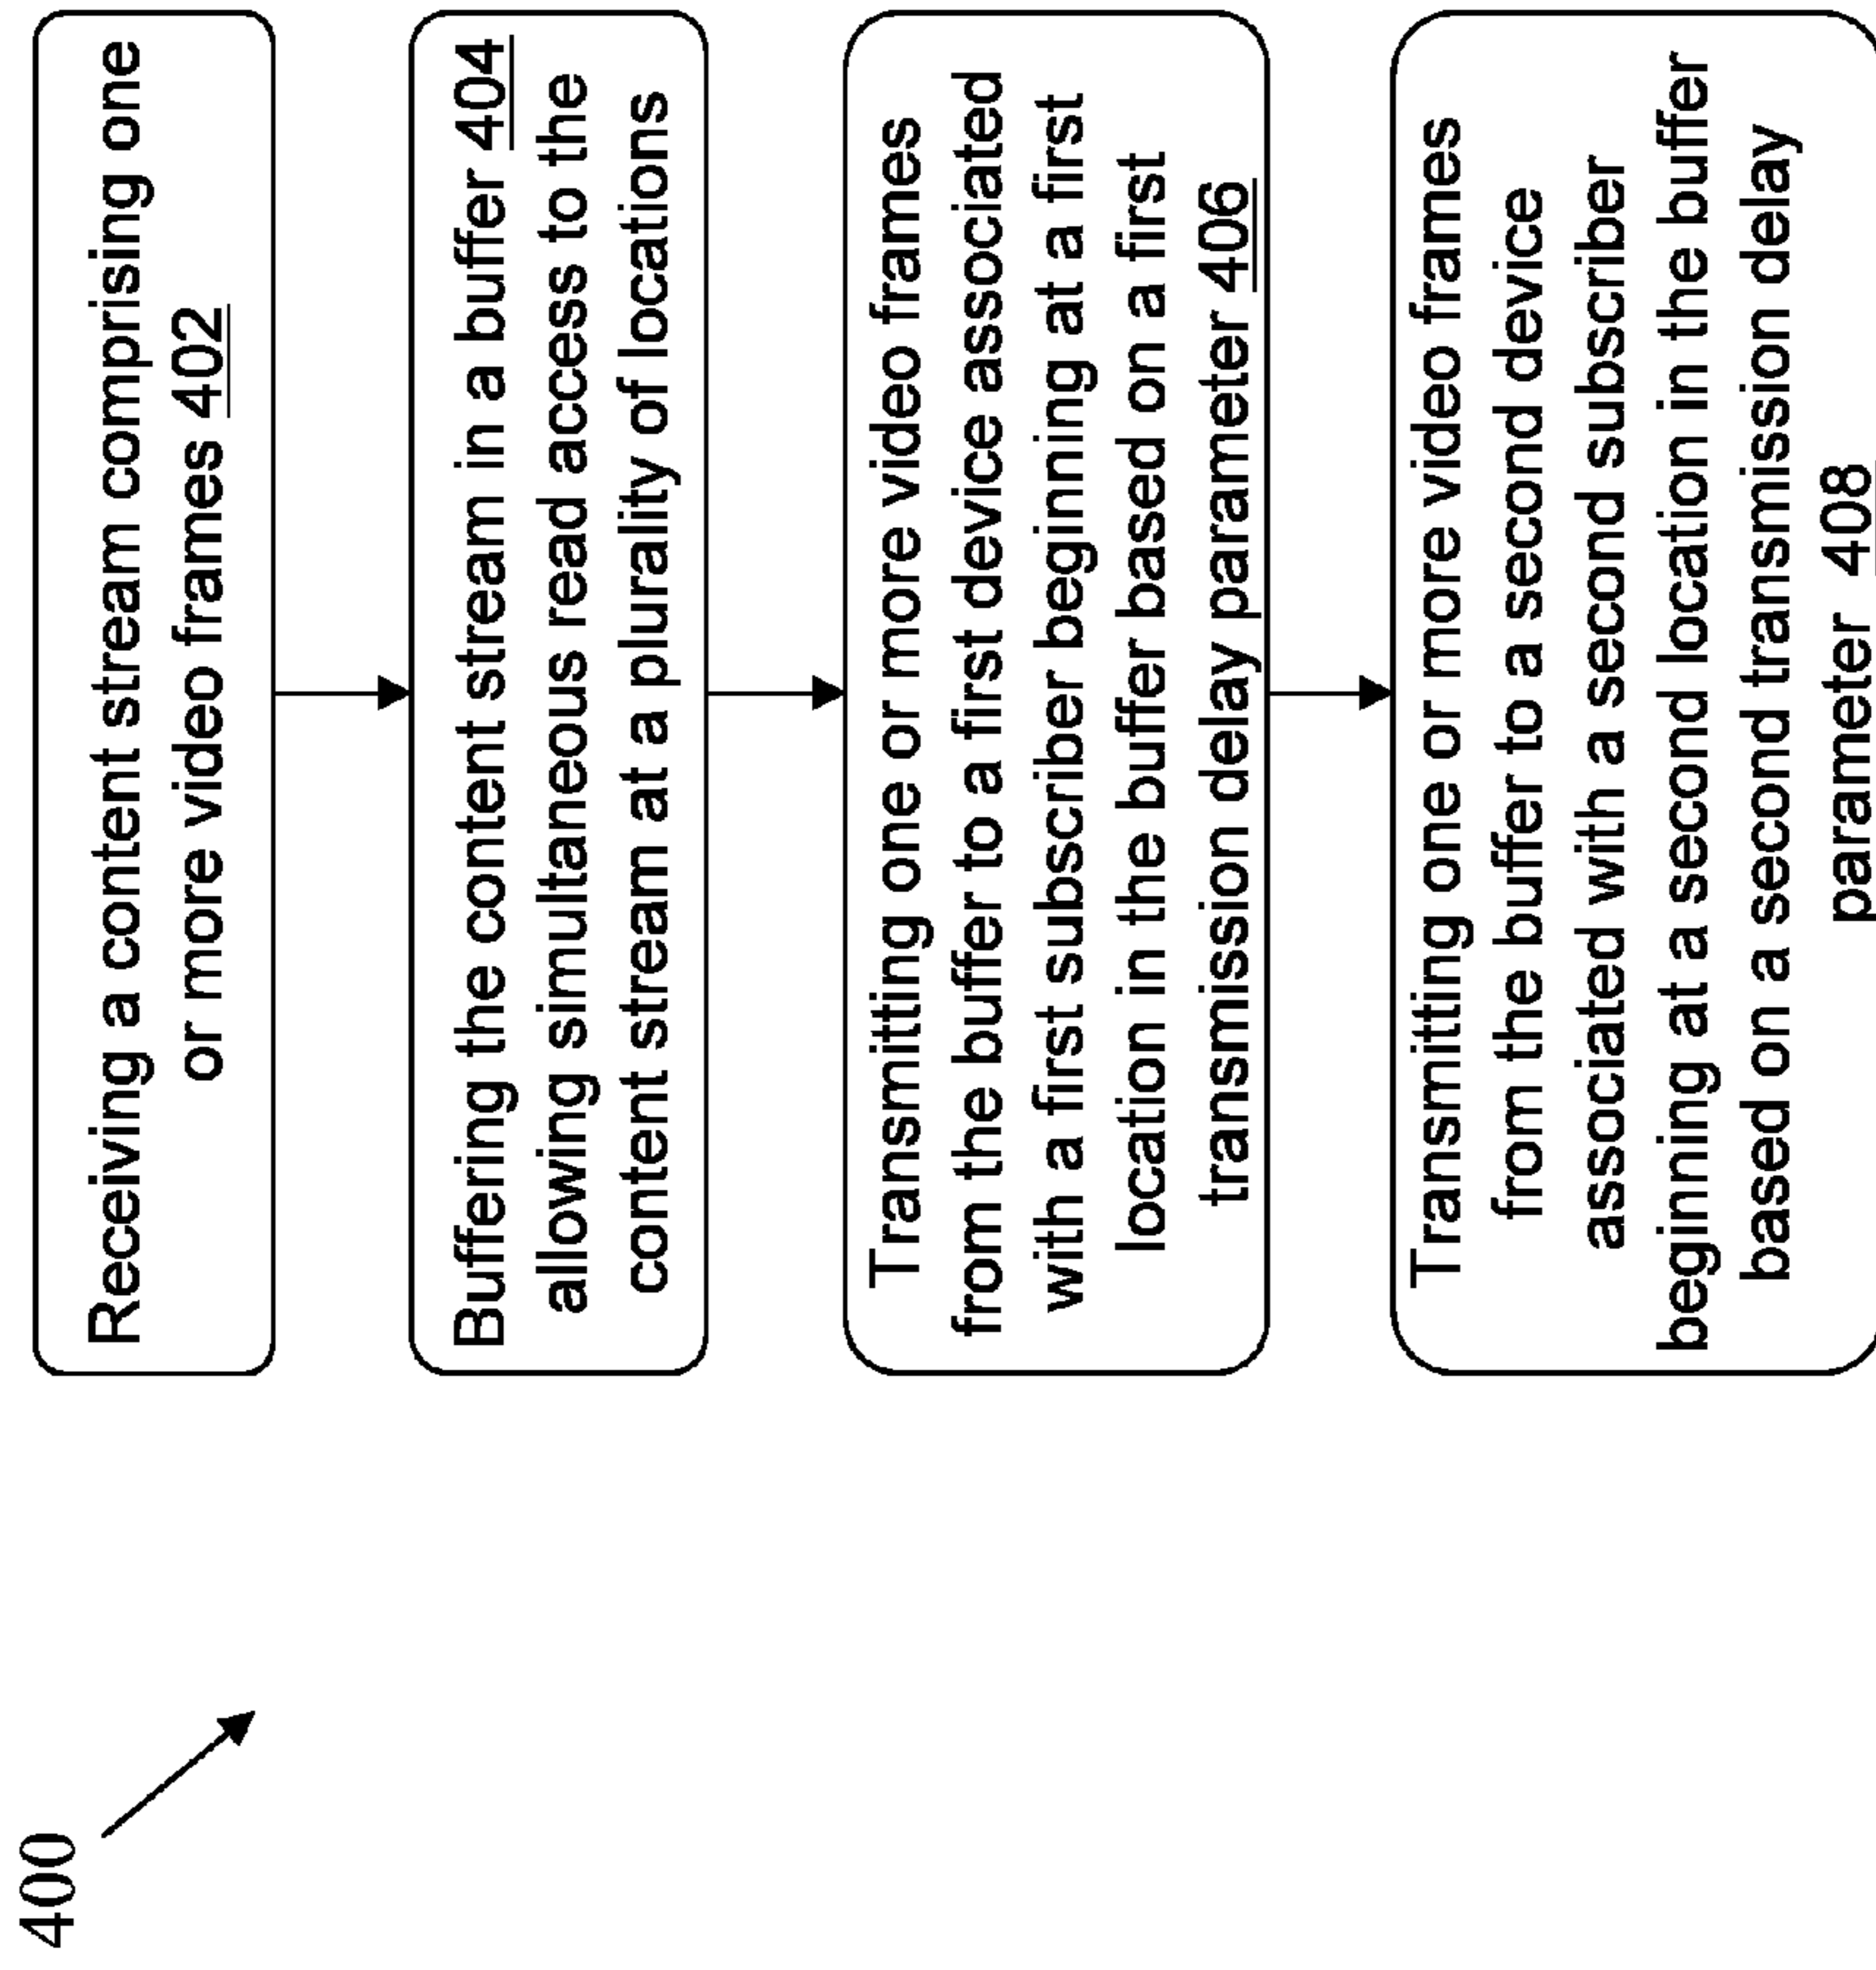 400
Receiving a content stream comprising one
or more video frames 402
Buffering the content stream in a buffer 404
allowing simultaneous read access to the
content stream at a plurality of locations
Transmitting one or more video frames
from the buffer to a first device associated
with a first subscriber beginning at a first
location in the buffer based on a first
transmission delay parameter 406
Transmitting one or more video frames
from the buffer to a second device
associated with a second subscriber
beginning at a second location in the buffer
based on a second transmission delay
parameter 408